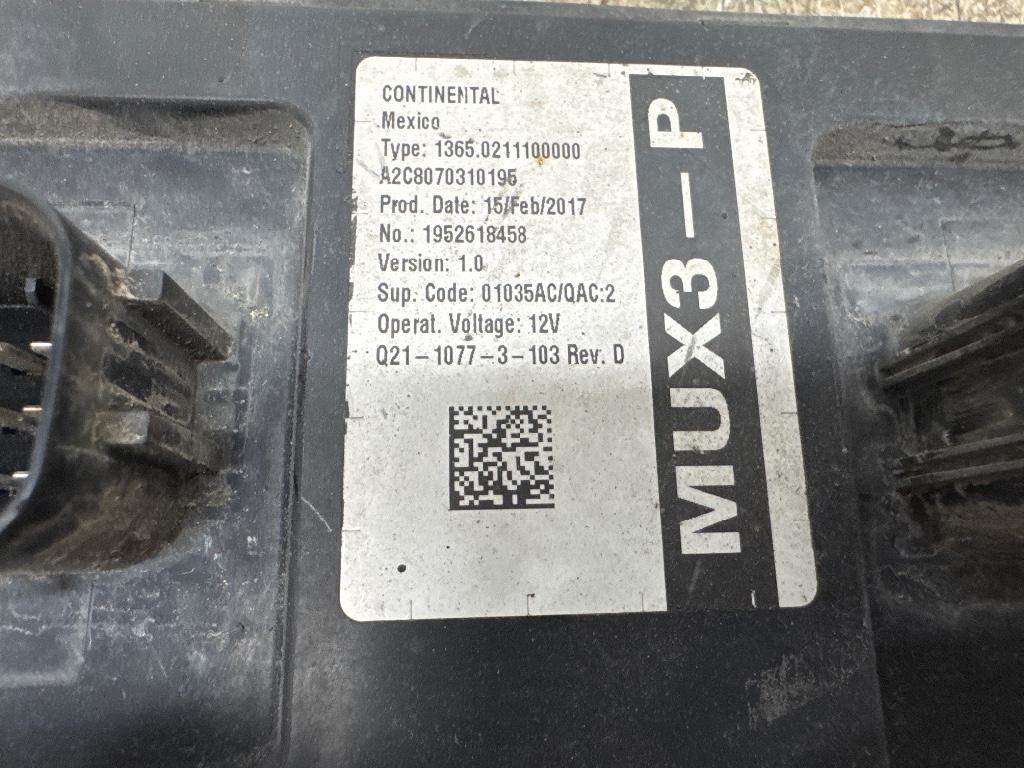 CONTINENTAL
Mexico
Type: 1365.0211100000
A2C8070310195
Prod. Date: 15/Feb/2017
No.: 1952618458
Version: 1.0
Sup. Code: 01035AC/QAC:2
Operat. Voltage: 12V
Q21-1077-3-103 Rev. D
MUX3-P